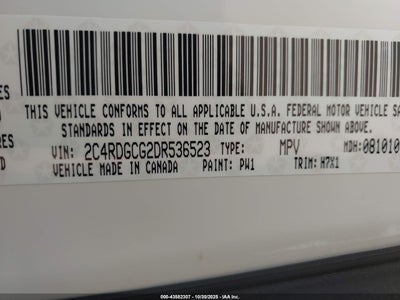 THIS VEHICLE CONFORMS TO ALL APPLICABLE U.S.A. FEDERAL MOTOR VEHICLE SA
STANDARDS IN EFFECT ON THE DATE OF MANUFACTURE SHOWN ABOVE.
VIN: 2C4RDGCG2DR536523 TYPE: MPV MDH: 081010
VEHICLE MADE IN CANADA PAINT: PW1 TRIM: H7X1
000-43582307 - 10/30/2025 - IAA Inc.